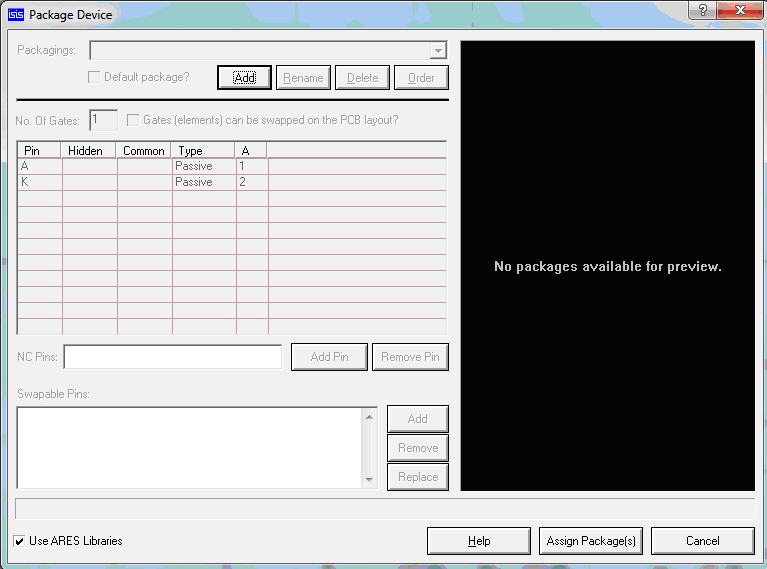 isis Package Device ?
Packagings:
Default package? Add Rename Delete Order
No. Of Gates: 1 Gates (elements) can be swapped on the PCB layout?
Pin Hidden Common Type A
A Passive 1
K Passive 2
No packages available for preview.
NC Pins: Add Pin Remove Pin
Swapable Pins:
Add
Remove
Replace
Use ARES Libraries Help Assign Package(s) Cancel